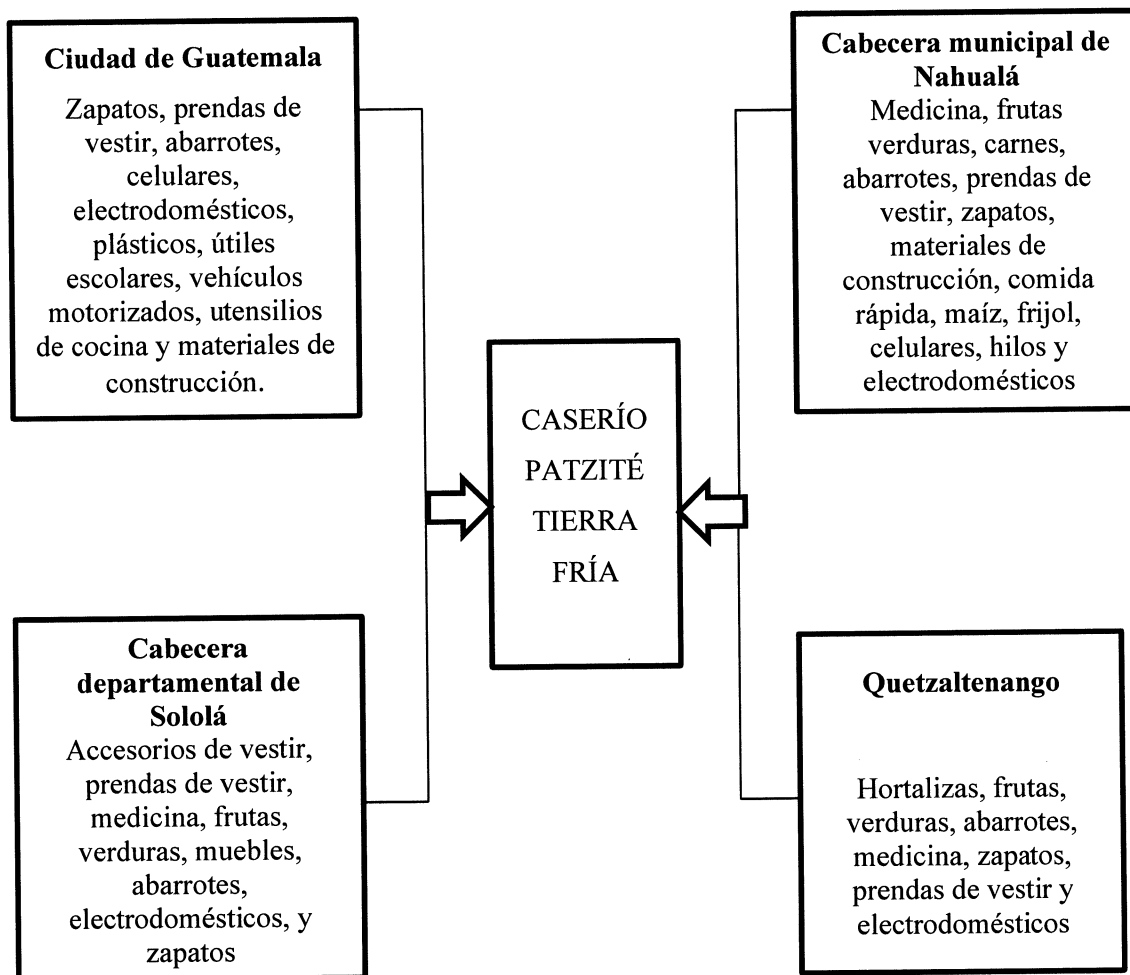 Ciudad de Guatemala
Zapatos, prendas de
vestir, abarrotes,
celulares,
electrodomésticos,
plásticos, útiles
escolares, vehículos
motorizados, utensilios
de cocina y materiales de
construcción.
Cabecera municipal de
Nahualá
Medicina, frutas
verduras, carnes,
abarrotes, prendas de
vestir, zapatos,
materiales de
construcción, comida
rápida, maíz, frijol,
celulares, hilos y
electrodomésticos
CASERÍO
PATZITÉ
TIERRA
FRÍA
Cabecera
departamental de
Sololá
Accesorios de vestir,
prendas de vestir,
medicina, frutas,
verduras, muebles,
abarrotes,
electrodomésticos, y
zapatos
Quetzaltenango
Hortalizas, frutas,
verduras, abarrotes,
medicina, zapatos,
prendas de vestir y
electrodomésticos